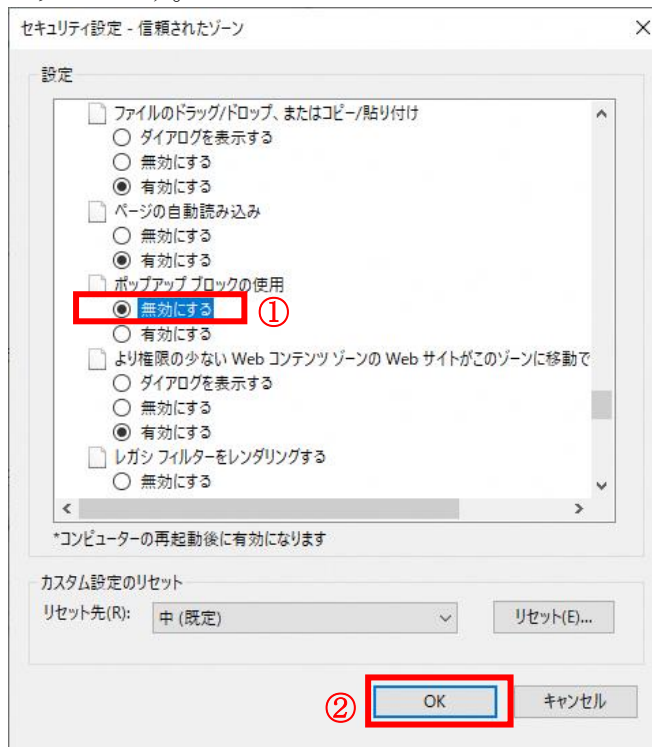 セキュリティ設定 - 信頼されたゾーン
設定
ファイルのドラッグ/ドロップ、またはコピー/貼り付け
ダイアログを表示する
無効にする
有効にする
ページの自動読み込み
無効にする
有効にする
ポップアップ ブロックの使用
無効にする ①
有効にする
より権限の少ない Web コンテンツ ゾーンの Web サイトがこのゾーンに移動で
ダイアログを表示する
無効にする
有効にする
レガシ フィルターをレンダリングする
無効にする
*コンピューターの再起動後に有効になります
カスタム設定のリセット
リセット先(R): 中 (既定) リセット(E)...
② OK キャンセル